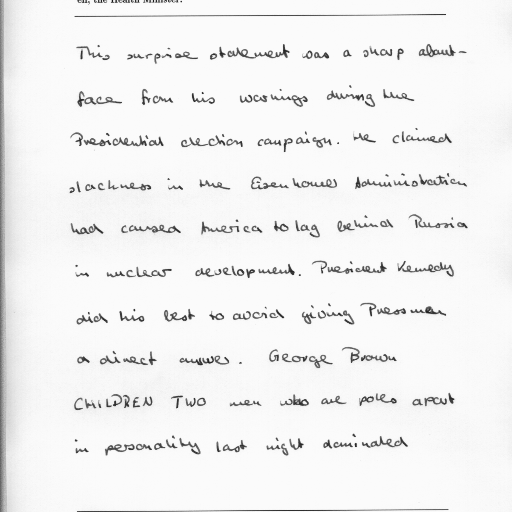 en, the Health Minister.
This surprise statement was a sharp about-
face from his warnings during the
Presidential election campaign. He claimed
slackness in the Eisenhower Administration
had caused America to lag behind Russia
in nuclear development. President Kennedy
did his best to avoid giving Pressmen
a direct answer. George Brown
CHILDREN TWO men who are poles apart
in personality last night dominated